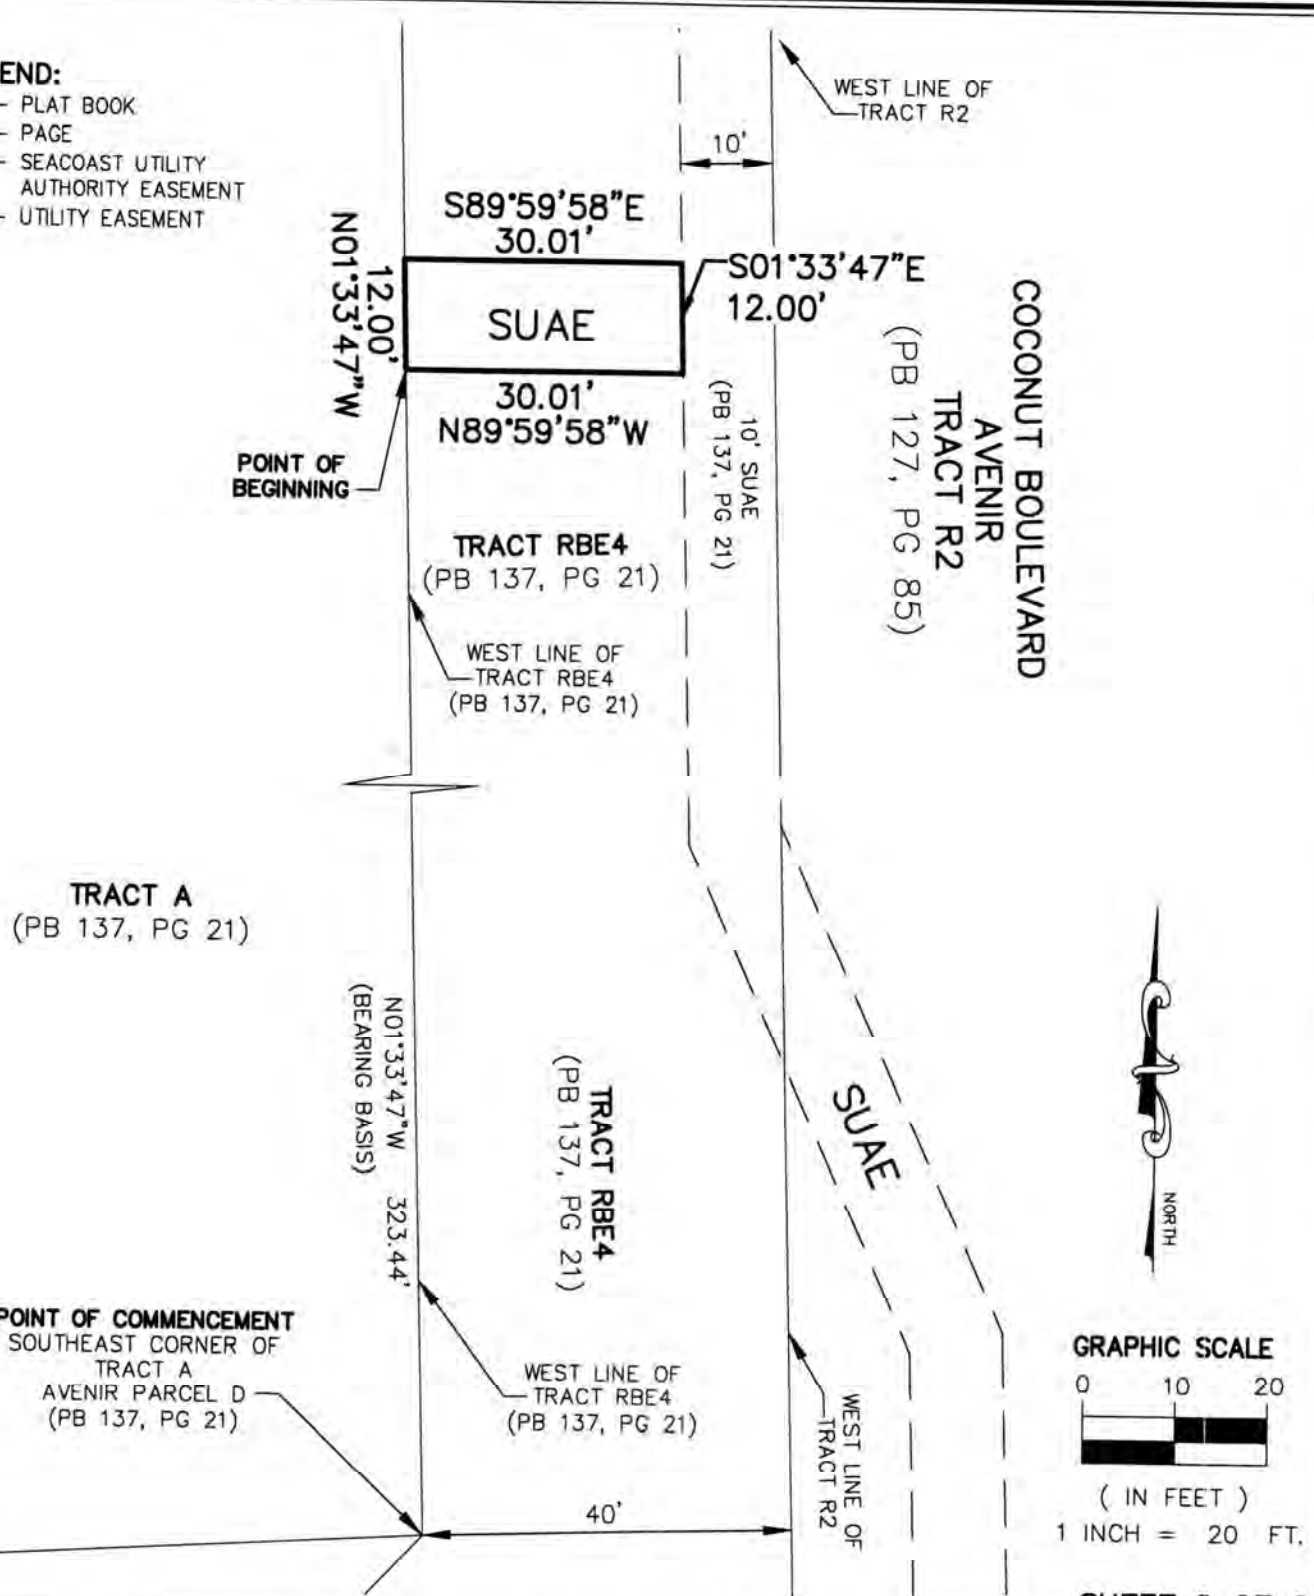 END:
- PLAT BOOK
- PAGE
- SEACOAST UTILITY
AUTHORITY EASEMENT
- UTILITY EASEMENT
WEST LINE OF
TRACT R2
10'
S89°59'58"E
30.01'
N01°33'47"W
12.00'
SUAE
S01°33'47"E
12.00'
30.01'
N89°59'58"W
POINT OF
BEGINNING
10' SUAE
(PB 137, PG 21)
COCONUT BOULEVARD
AVENIR
TRACT R2
(PB 127, PG 85)
TRACT RBE4
(PB 137, PG 21)
WEST LINE OF
TRACT RBE4
(PB 137, PG 21)
TRACT A
(PB 137, PG 21)
N01°33'47"W 323.44'
(BEARING BASIS)
TRACT RBE4
(PB 137, PG 21)
SUAE
NORTH
POINT OF COMMENCEMENT
SOUTHEAST CORNER OF
TRACT A
AVENIR PARCEL D
(PB 137, PG 21)
WEST LINE OF
TRACT RBE4
(PB 137, PG 21)
WEST LINE OF
TRACT R2
40'
GRAPHIC SCALE
0 10 20
( IN FEET )
1 INCH = 20 FT.